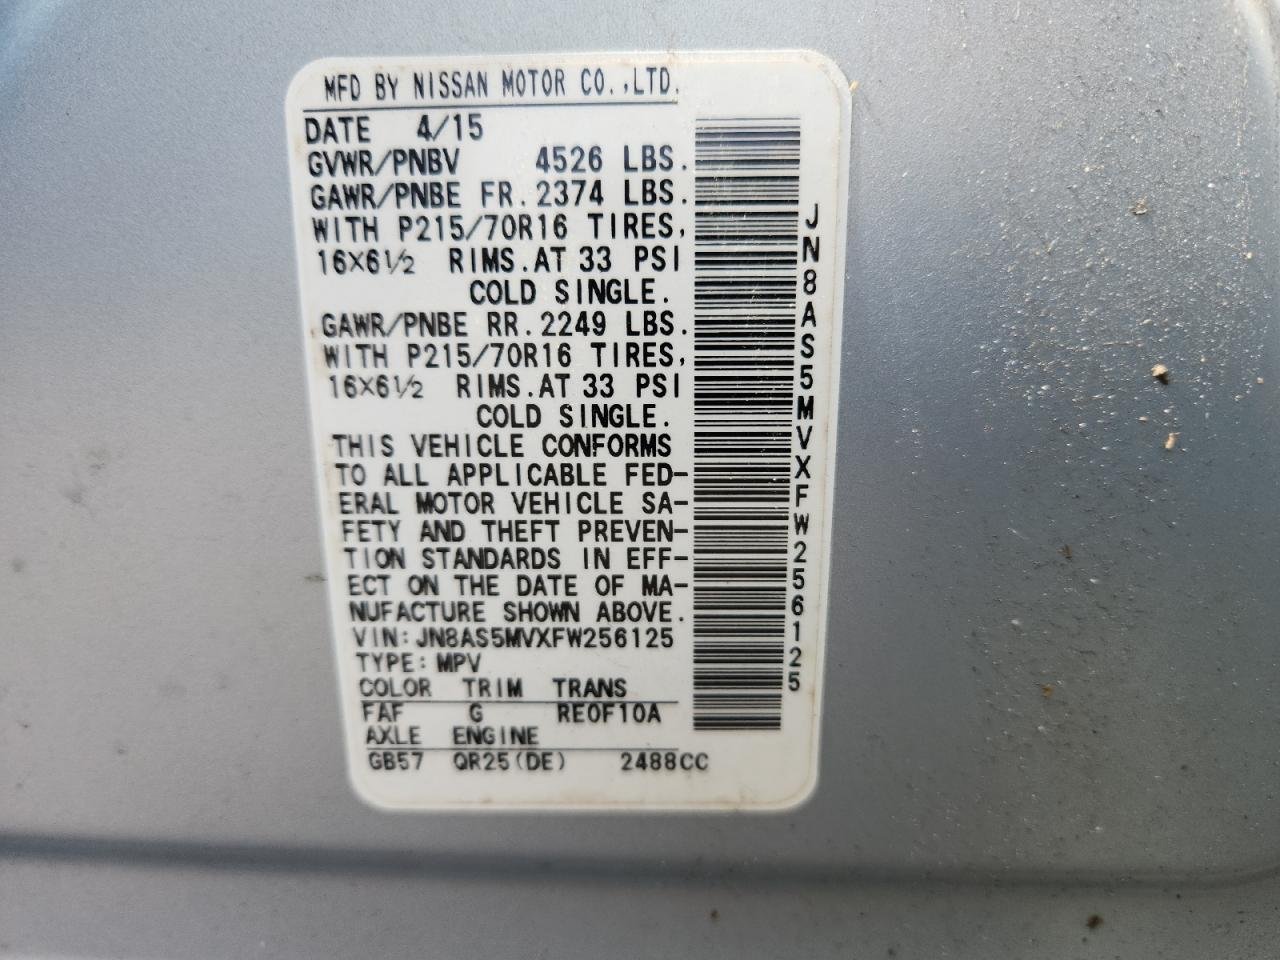 MFD BY NISSAN MOTOR CO.,LTD.
DATE 4/15
GVWR/PNBV 4526 LBS.
GAWR/PNBE FR.2374 LBS.
WITH P215/70R16 TIRES,
16×6½ RIMS.AT 33 PSI
COLD SINGLE.
GAWR/PNBE RR.2249 LBS.
WITH P215/70R16 TIRES,
16×6½ RIMS.AT 33 PSI
COLD SINGLE.
THIS VEHICLE CONFORMS
TO ALL APPLICABLE FED-
ERAL MOTOR VEHICLE SA-
FETY AND THEFT PREVEN-
TION STANDARDS IN EFF-
ECT ON THE DATE OF MA-
NUFACTURE SHOWN ABOVE.
VIN:JN8AS5MVXFW256125
TYPE:MPV
COLOR TRIM TRANS
FAF G RE0F10A
AXLE ENGINE
GB57 QR25(DE) 2488CC
JN8AS5MVXFW256125